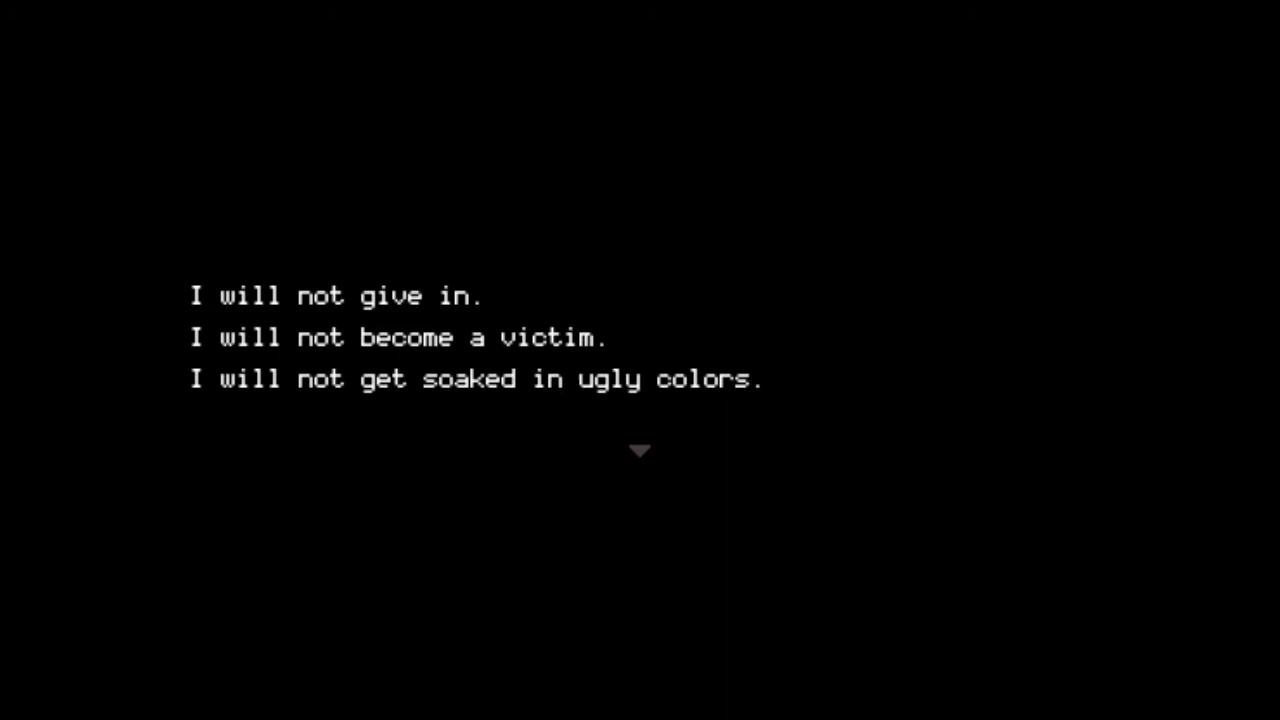 I will not give in.
I will not become a victim.
I will not get soaked in ugly colors.